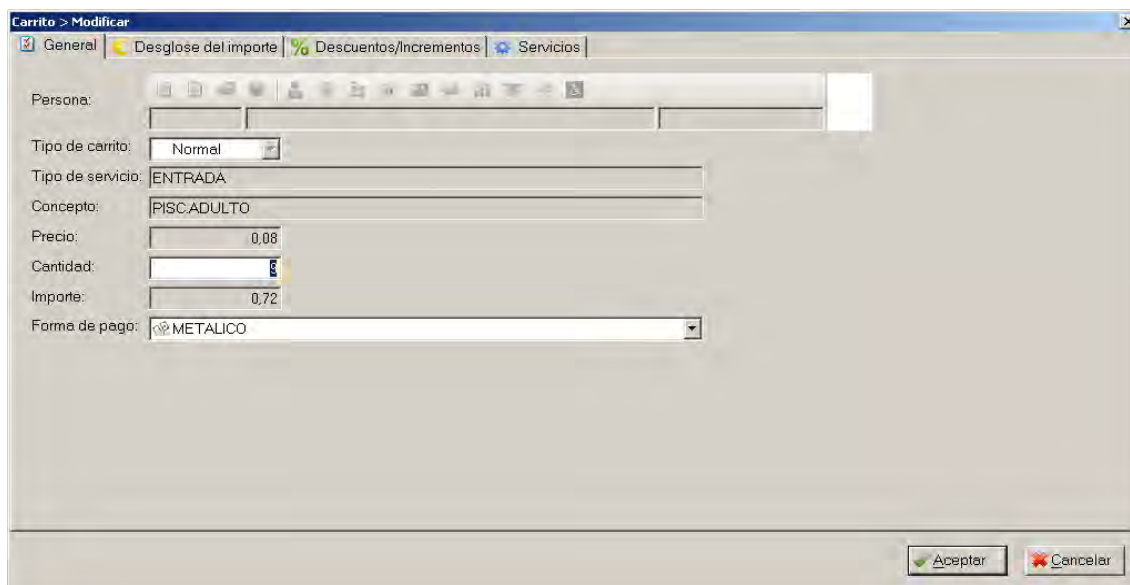 Carrito > Modificar
General Desglose del importe % Descuentos/Incrementos Servicios
Persona:
Tipo de carrito: Normal
Tipo de servicio: ENTRADA
Concepto: PISC.ADULTO
Precio: 0,08
Cantidad: 9
Importe: 0,72
Forma de pago: METALICO
Aceptar Cancelar